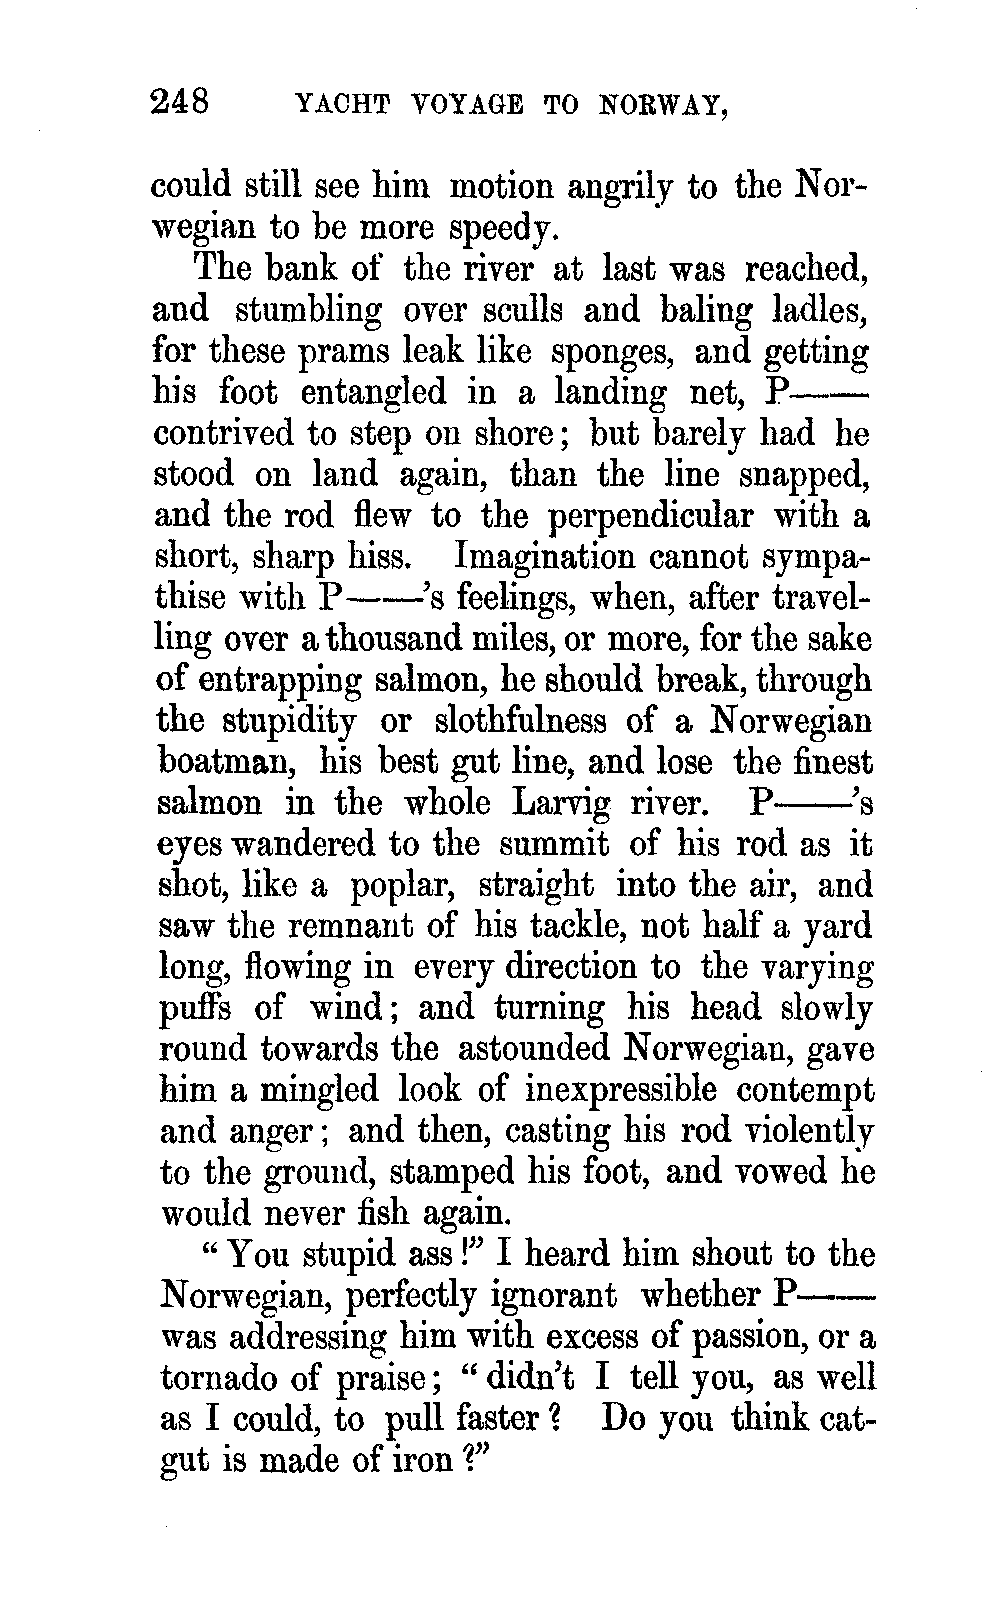 248 YACHT VOYAGE TO NORWAY,
could still see him motion angrily to the Nor-
wegian to be more speedy.
The bank of the river at last was reached,
and stumbling over sculls and baling ladles,
for these prams leak like sponges, and getting
his foot entangled in a landing net, P——
contrived to step on shore; but barely had he
stood on land again, than the line snapped,
and the rod flew to the perpendicular with a
short, sharp hiss. Imagination cannot sympa-
thise with P——'s feelings, when, after travel-
ling over a thousand miles, or more, for the sake
of entrapping salmon, he should break, through
the stupidity or slothfulness of a Norwegian
boatman, his best gut line, and lose the finest
salmon in the whole Larvig river. P——'s
eyes wandered to the summit of his rod as it
shot, like a poplar, straight into the air, and
saw the remnant of his tackle, not half a yard
long, flowing in every direction to the varying
puffs of wind; and turning his head slowly
round towards the astounded Norwegian, gave
him a mingled look of inexpressible contempt
and anger; and then, casting his rod violently
to the ground, stamped his foot, and vowed he
would never fish again.
“You stupid ass!” I heard him shout to the
Norwegian, perfectly ignorant whether P——
was addressing him with excess of passion, or a
tornado of praise; “didn't I tell you, as well
as I could, to pull faster? Do you think cat-
gut is made of iron?”